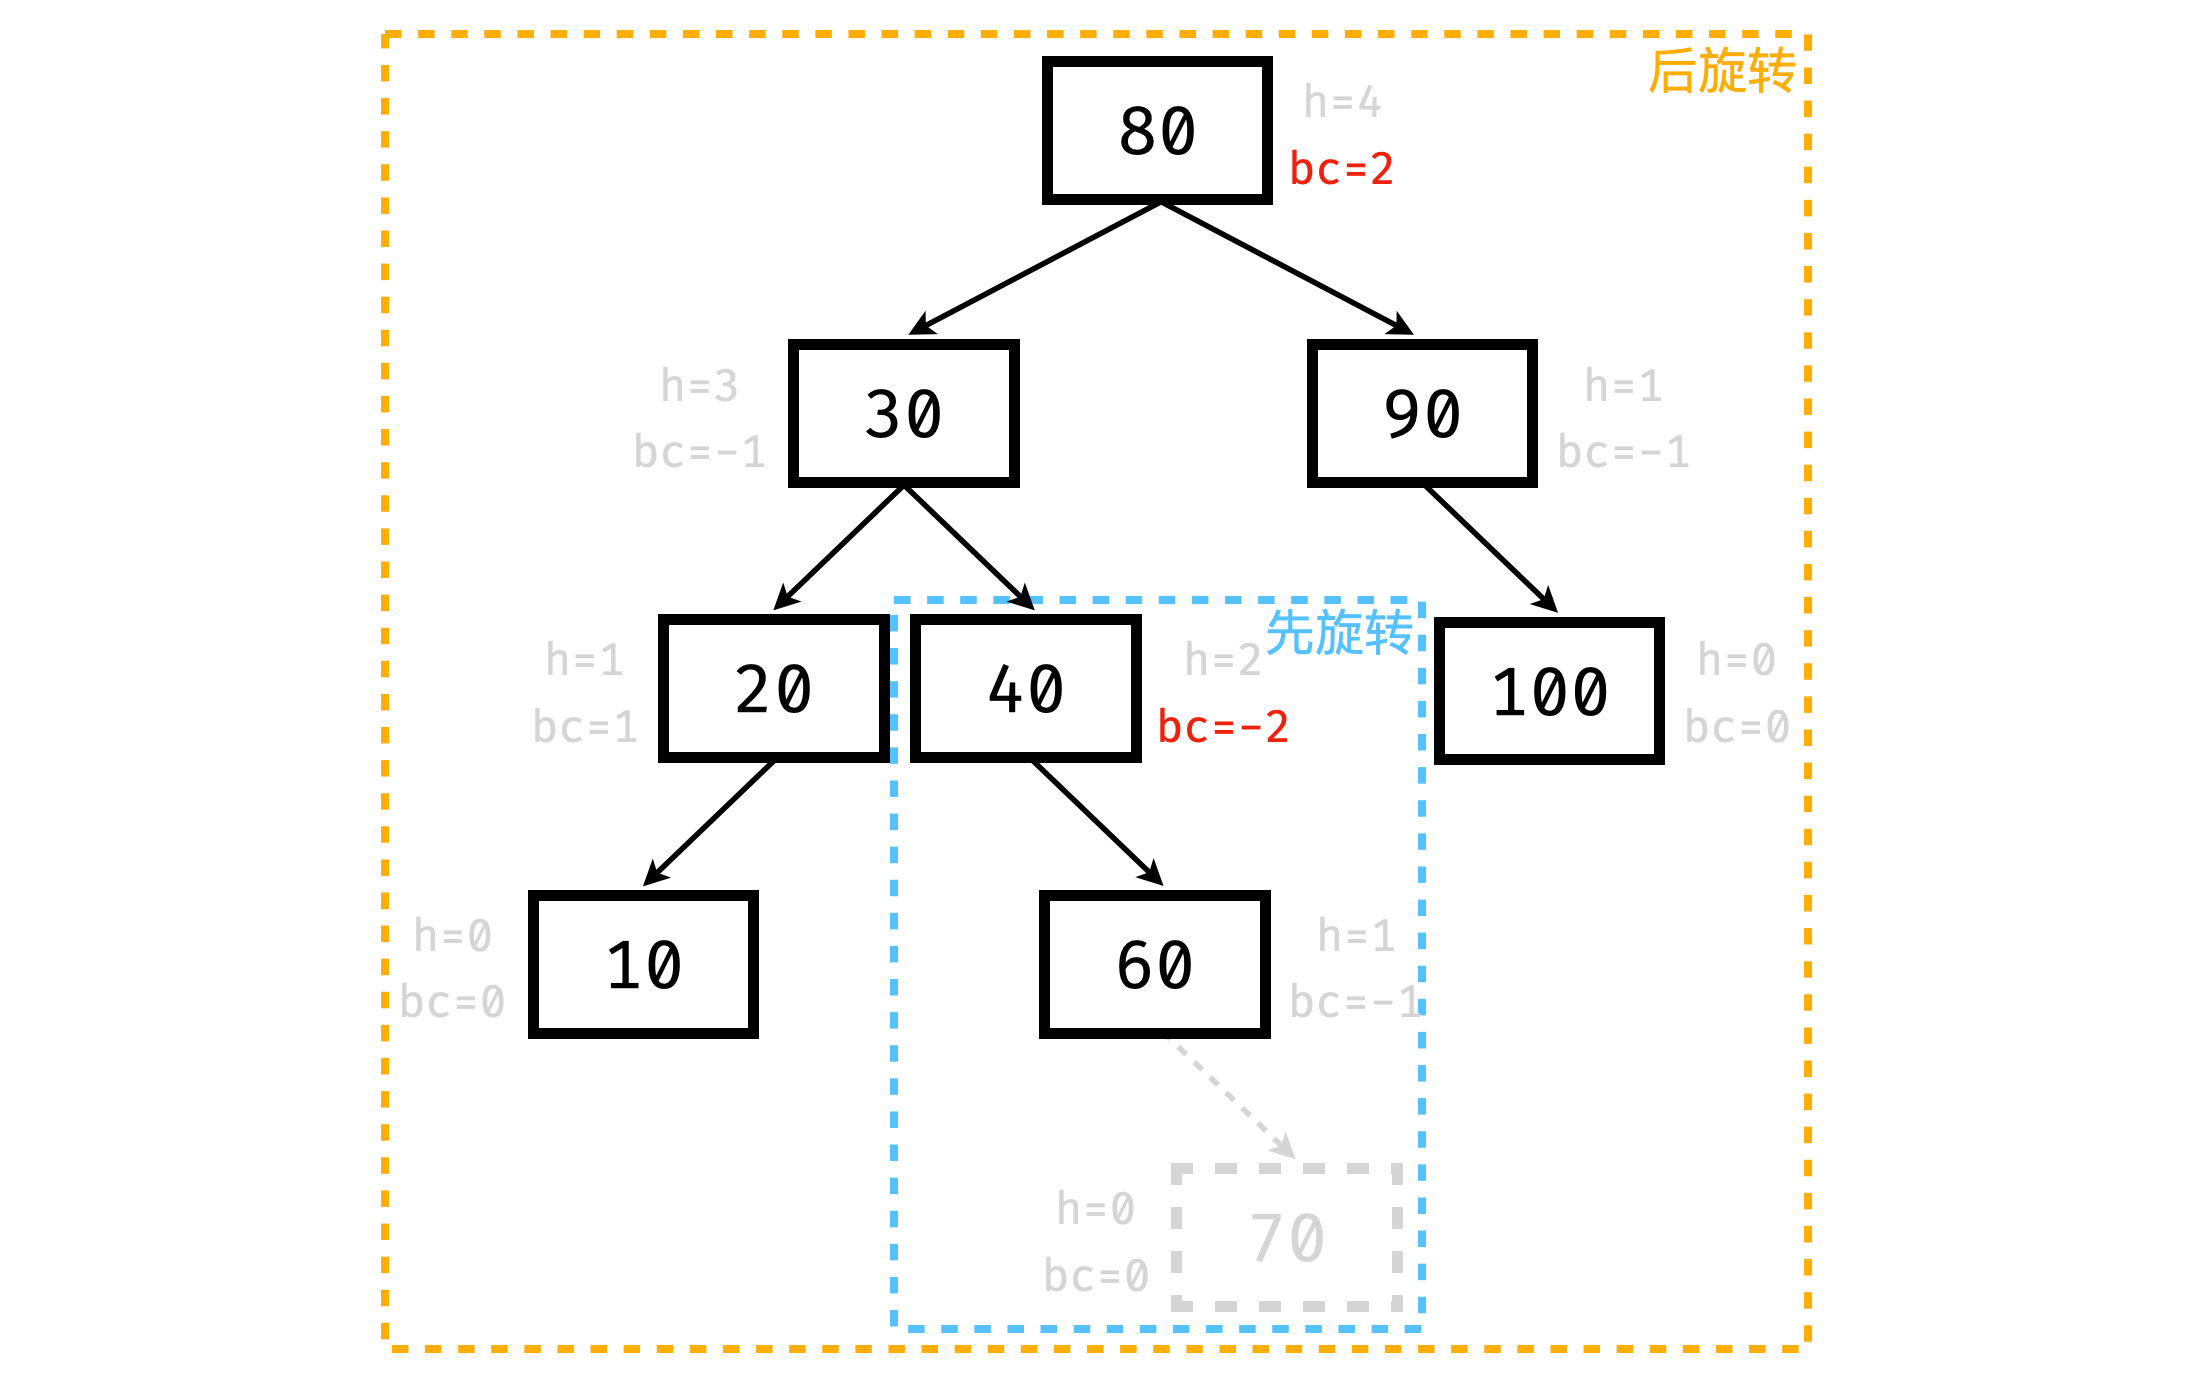 后旋转
80
h=4
bc=2
h=3
bc=-1
30
90
h=1
bc=-1
先旋转
h=1
bc=1
20
40
h=2
bc=-2
100
h=0
bc=0
h=0
bc=0
10
60
h=1
bc=-1
h=0
bc=0
70